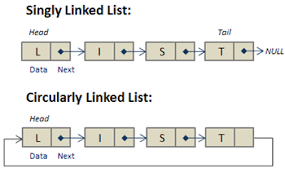 Singly Linked List:
Head Tail
L I S T NULL
Data Next
Circularly Linked List:
Head
L I S T
Data Next